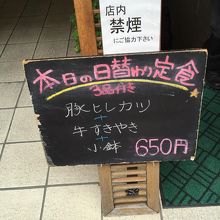 店内
禁煙
にご協力下さい
本日の日替わり定食
3品付き
豚ヒレカツ
+
牛すきやき
+
小鉢
650円